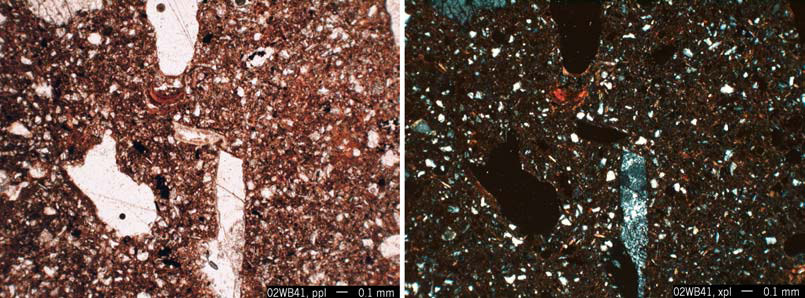 02WB41, ppl — 0.1 mm
02WB41, xpl — 0.1 mm